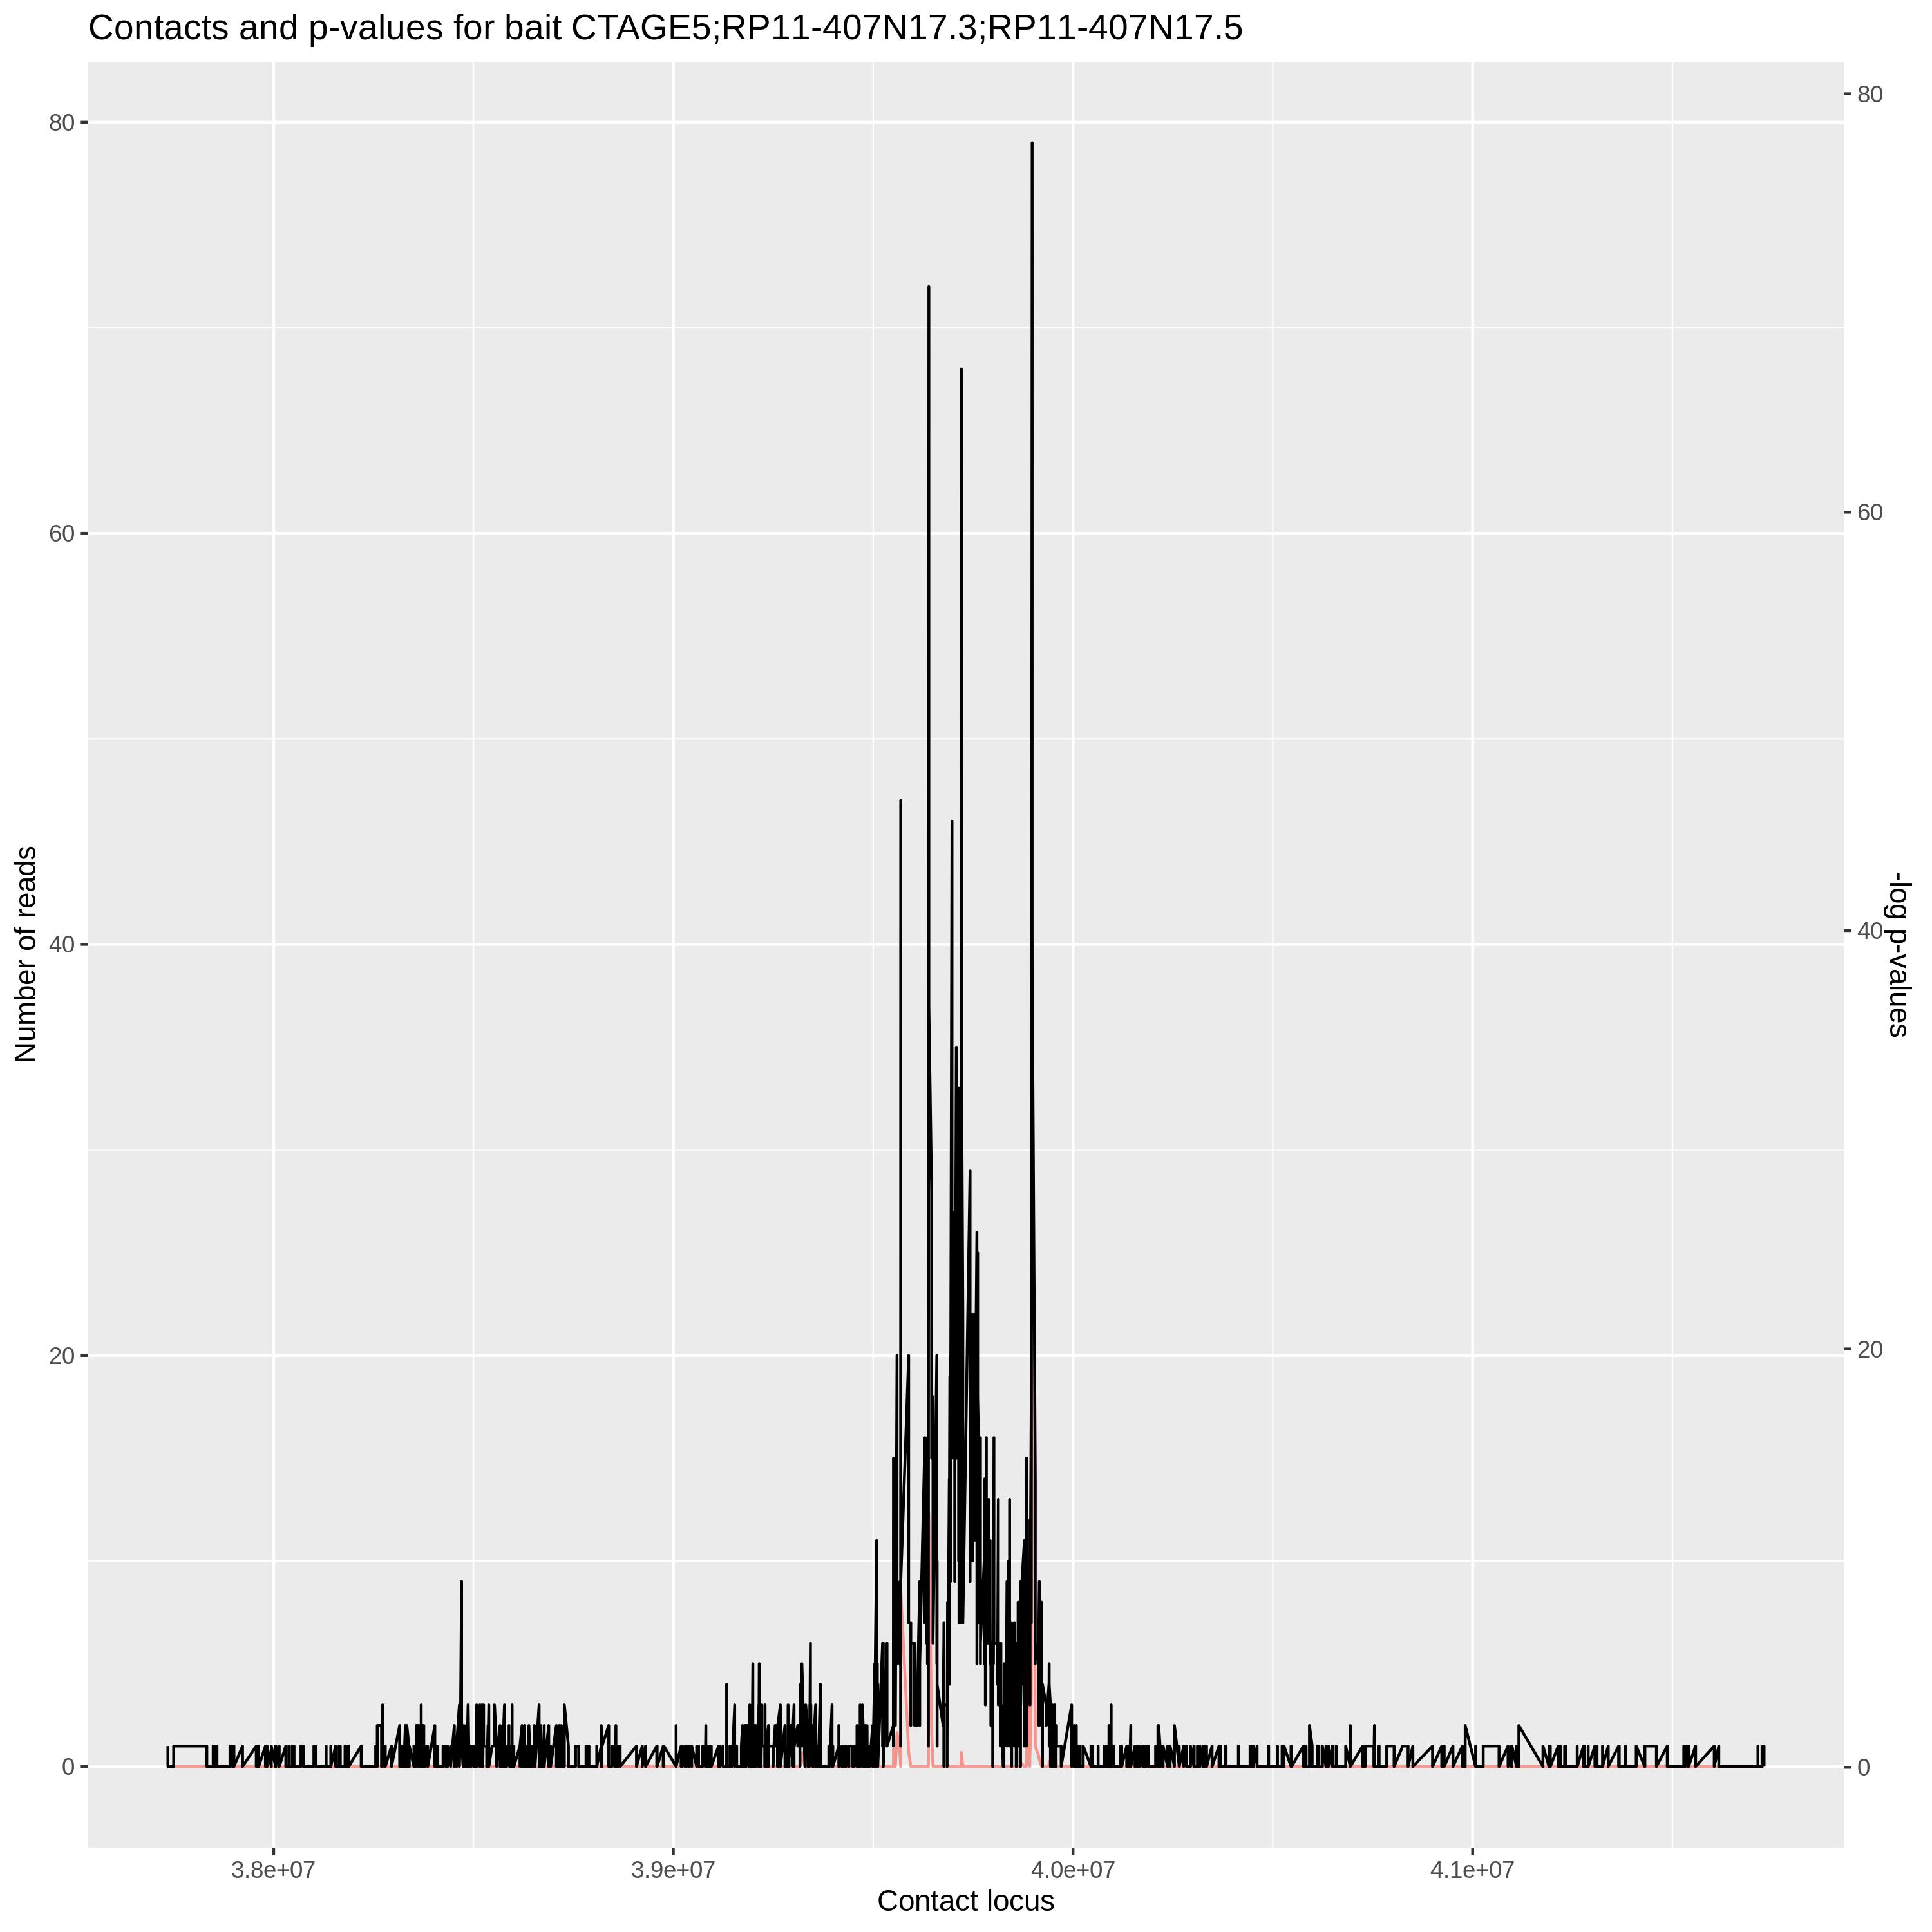 Contacts and p-values for bait CTAGE5;RP11-407N17.3;RP11-407N17.5
80
60
40
20
0
Number of reads
80
60
40
20
0
-log p-values
3.8e+07
3.9e+07
4.0e+07
4.1e+07
Contact locus